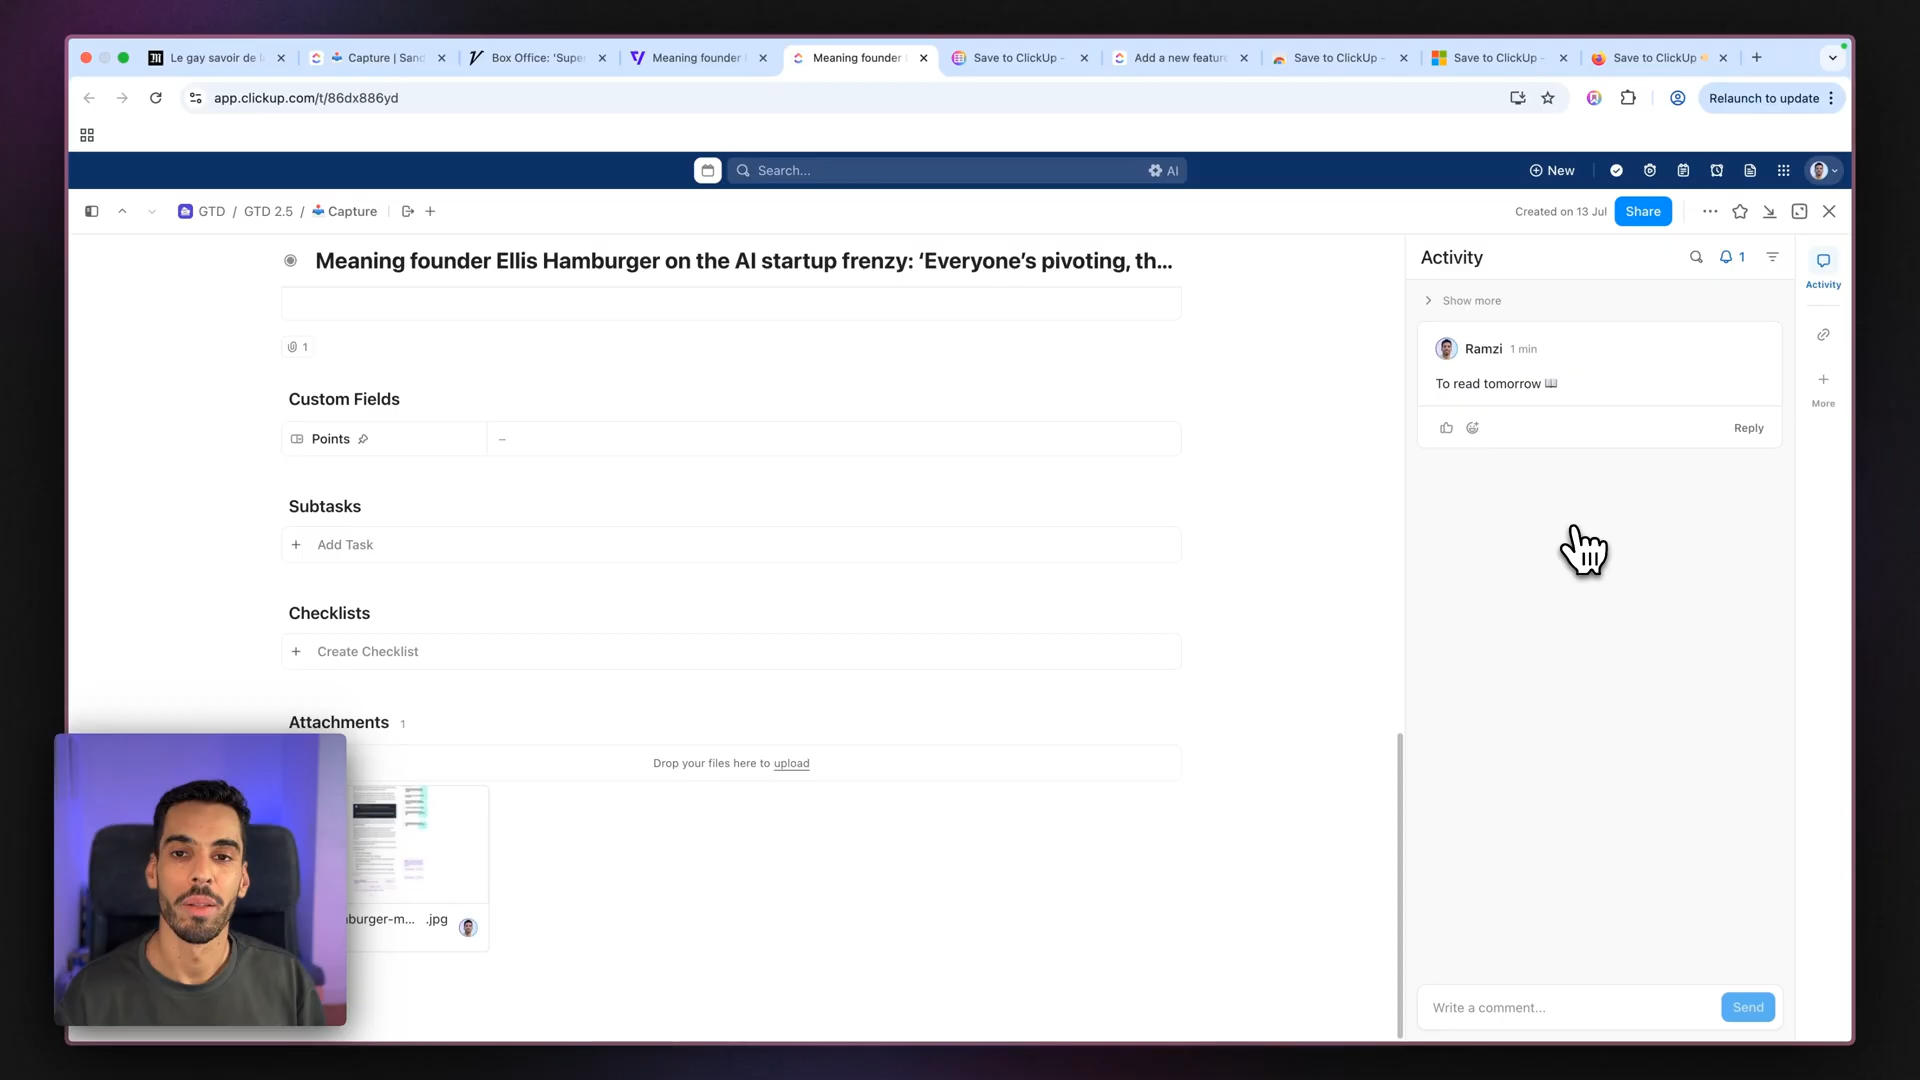 Le gay savoir de
Capture | Sand
Box Office: 'Supe
Meaning founder
Meaning founder
Save to ClickUp -
Add a new featur
Save to ClickUp -
Save to ClickUp -
Save to ClickUp
app.clickup.com/t/86dx886yd
Relaunch to update
Search...
AI
New
GTD / GTD 2.5 / Capture
Created on 13 Jul
Share
Meaning founder Ellis Hamburger on the AI startup frenzy: ‘Everyone’s pivoting, th...
1
Custom Fields
Points
–
Subtasks
Add Task
Checklists
Create Checklist
Attachments 1
Drop your files here to upload
burger-m... .jpg
Activity
1
Show more
Ramzi 1 min
To read tomorrow 📖
Reply
Write a comment...
Send
Activity
More